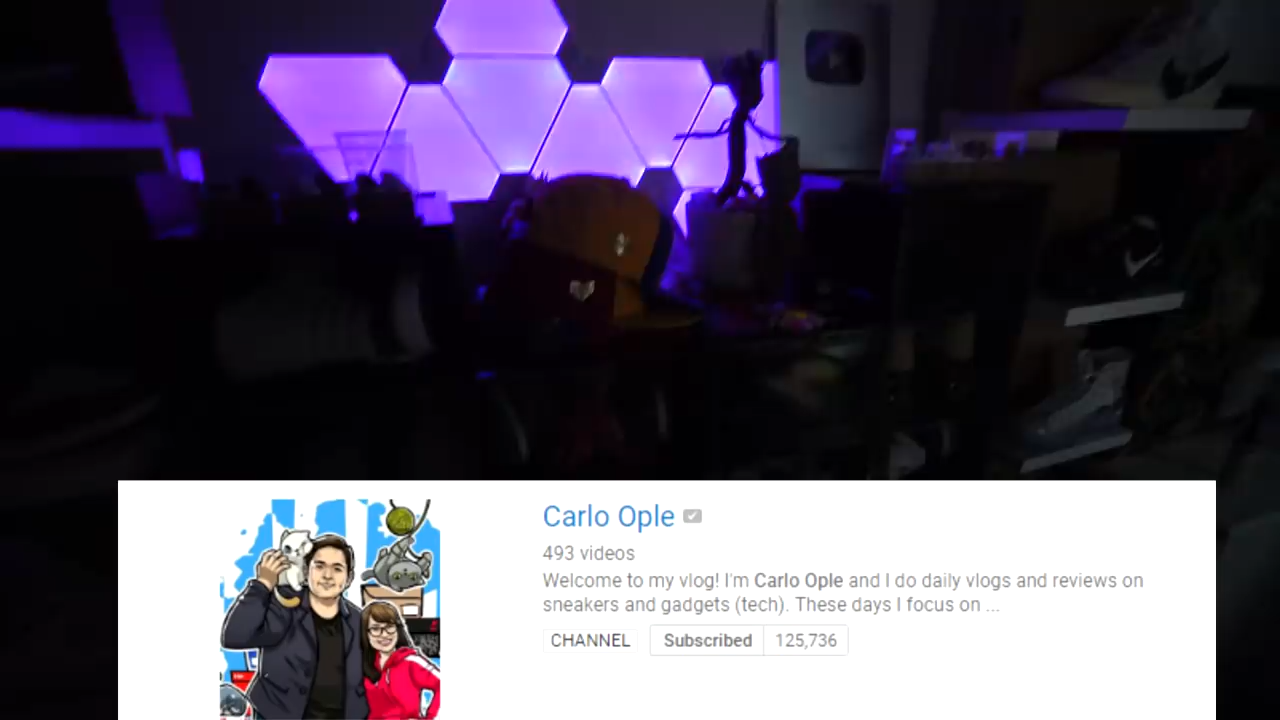 Carlo Ople
493 videos
Welcome to my vlog! I'm Carlo Ople and I do daily vlogs and reviews on
sneakers and gadgets (tech). These days I focus on ...
CHANNEL Subscribed 125,736